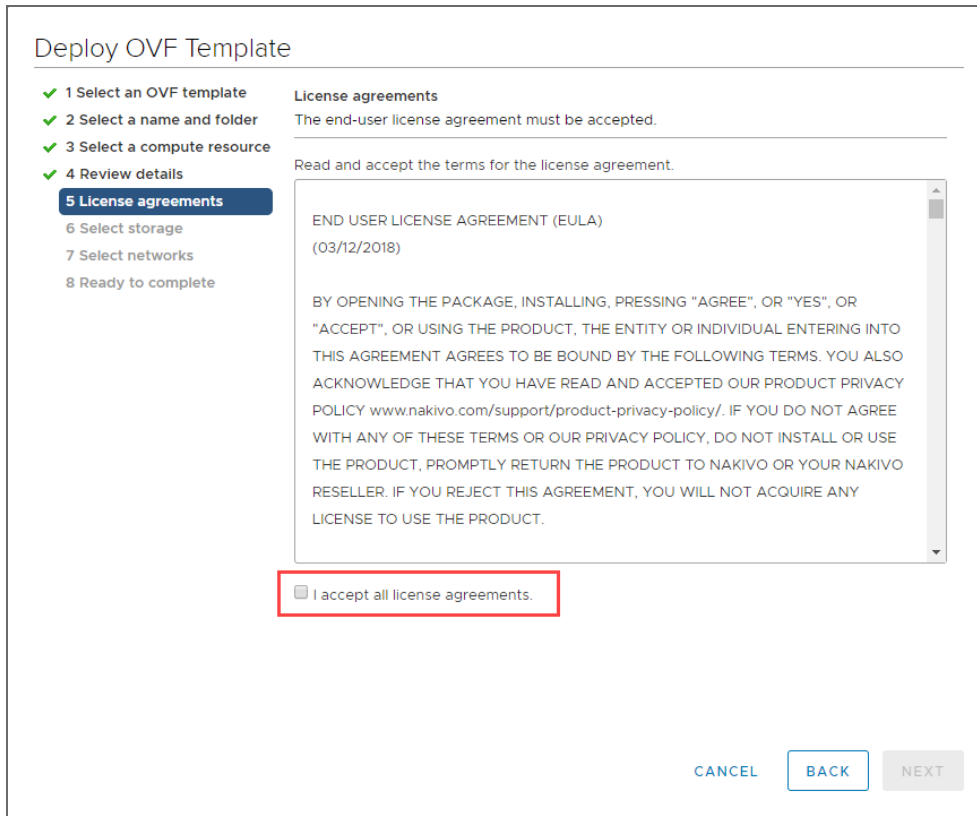 Deploy OVF Template
1 Select an OVF template
2 Select a name and folder
3 Select a compute resource
4 Review details
5 License agreements
6 Select storage
7 Select networks
8 Ready to complete
License agreements
The end-user license agreement must be accepted.
Read and accept the terms for the license agreement.
END USER LICENSE AGREEMENT (EULA)
(03/12/2018)
BY OPENING THE PACKAGE, INSTALLING, PRESSING "AGREE", OR "YES", OR
"ACCEPT", OR USING THE PRODUCT, THE ENTITY OR INDIVIDUAL ENTERING INTO
THIS AGREEMENT AGREES TO BE BOUND BY THE FOLLOWING TERMS. YOU ALSO
ACKNOWLEDGE THAT YOU HAVE READ AND ACCEPTED OUR PRODUCT PRIVACY
POLICY www.nakivo.com/support/product-privacy-policy/. IF YOU DO NOT AGREE
WITH ANY OF THESE TERMS OR OUR PRIVACY POLICY, DO NOT INSTALL OR USE
THE PRODUCT, PROMPTLY RETURN THE PRODUCT TO NAKIVO OR YOUR NAKIVO
RESELLER. IF YOU REJECT THIS AGREEMENT, YOU WILL NOT ACQUIRE ANY
LICENSE TO USE THE PRODUCT.
I accept all license agreements.
CANCEL
BACK
NEXT